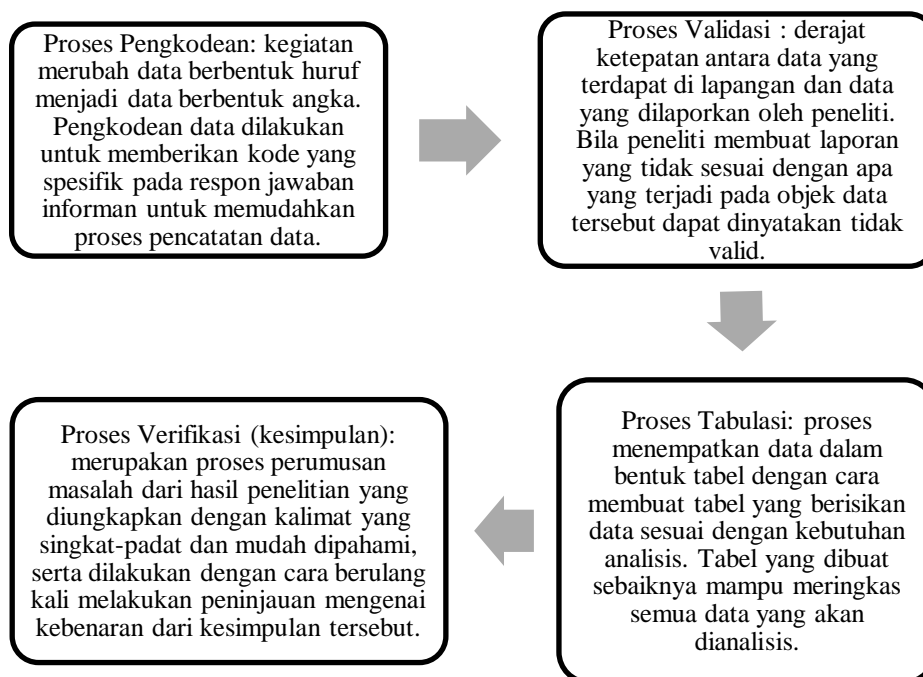 Proses Pengkodean: kegiatan
merubah data berbentuk huruf
menjadi data berbentuk angka.
Pengkodean data dilakukan
untuk memberikan kode yang
spesifik pada respon jawaban
informan untuk memudahkan
proses pencatatan data.
Proses Validasi : derajat
ketepatan antara data yang
terdapat di lapangan dan data
yang dilaporkan oleh peneliti.
Bila peneliti membuat laporan
yang tidak sesuai dengan apa
yang terjadi pada objek data
tersebut dapat dinyatakan tidak
valid.
Proses Tabulasi: proses
menempatkan data dalam
bentuk tabel dengan cara
membuat tabel yang berisikan
data sesuai dengan kebutuhan
analisis. Tabel yang dibuat
sebaiknya mampu meringkas
semua data yang akan
dianalisis.
Proses Verifikasi (kesimpulan):
merupakan proses perumusan
masalah dari hasil penelitian yang
diungkapkan dengan kalimat yang
singkat-padat dan mudah dipahami,
serta dilakukan dengan cara berulang
kali melakukan peninjauan mengenai
kebenaran dari kesimpulan tersebut.